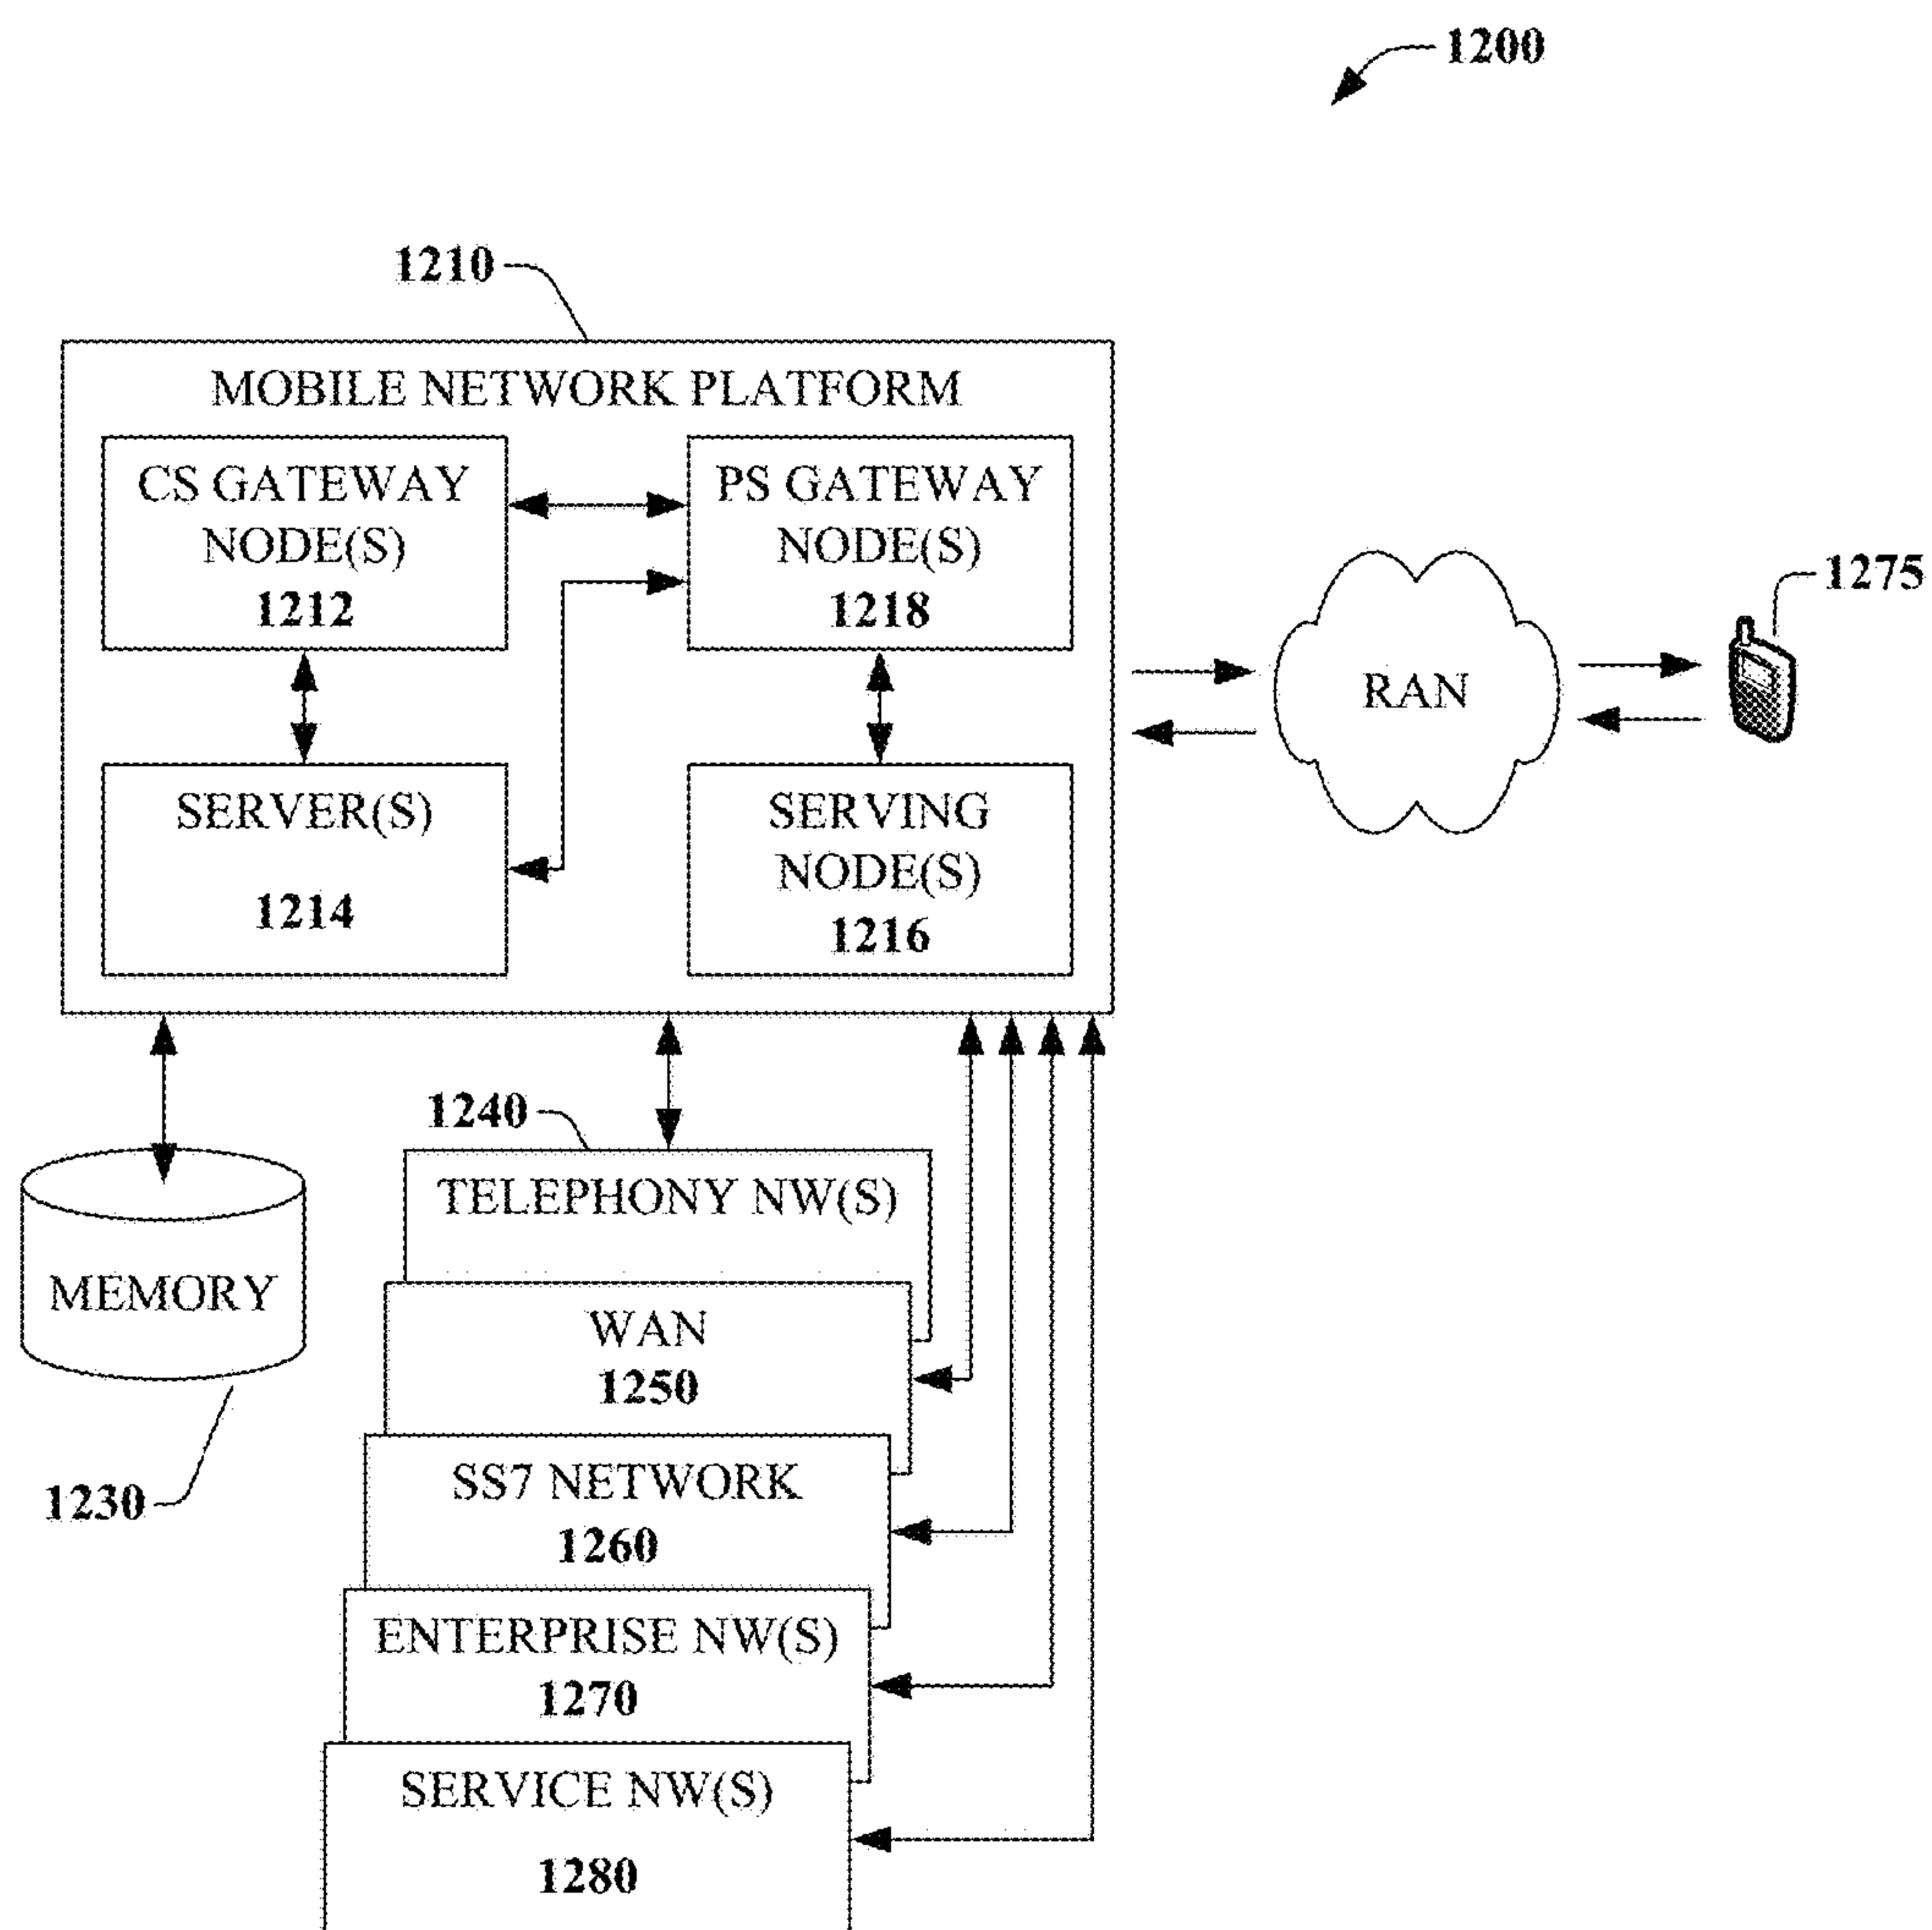 1200
1210
MOBILE NETWORK PLATFORM
CS GATEWAY
NODE(S)
1212
PS GATEWAY
NODE(S)
1218
SERVER(S)
1214
SERVING
NODE(S)
1216
RAN
1275
1240
TELEPHONY NW(S)
MEMORY
1230
WAN
1250
SS7 NETWORK
1260
ENTERPRISE NW(S)
1270
SERVICE NW(S)
1280